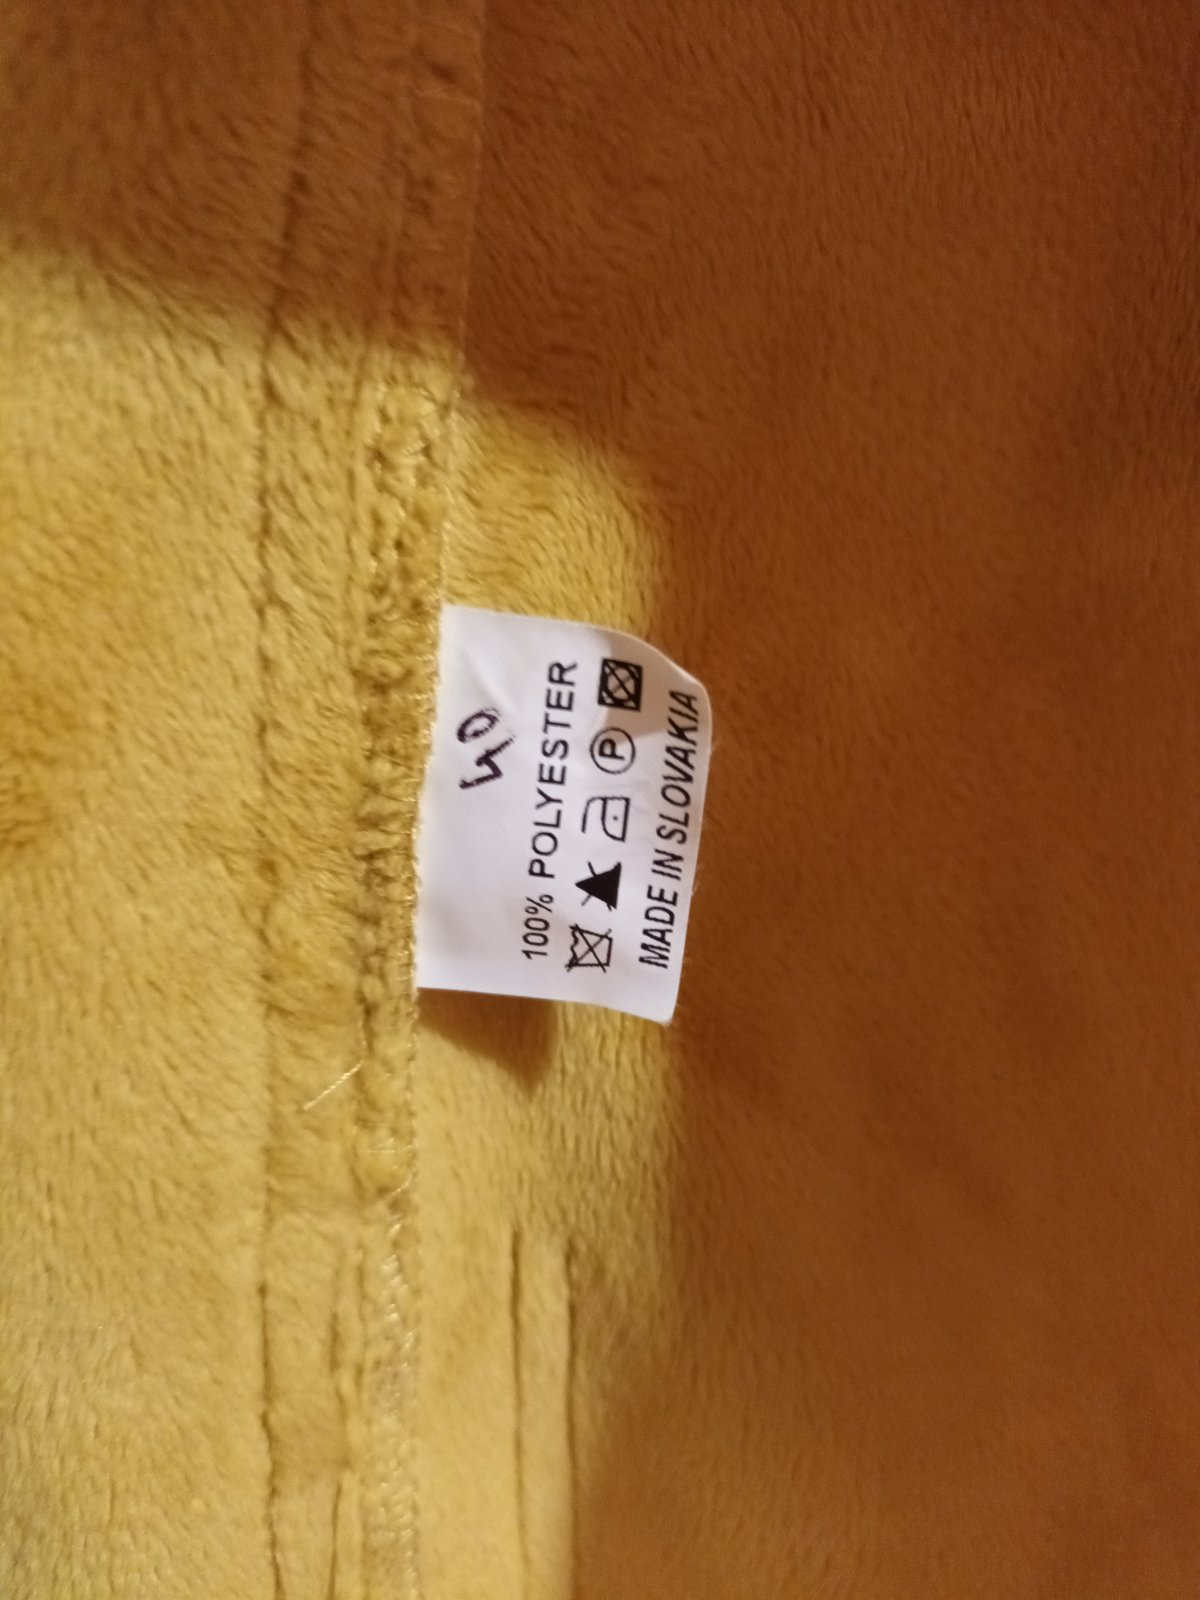 40
100% POLYESTER
P
MADE IN SLOVAKIA